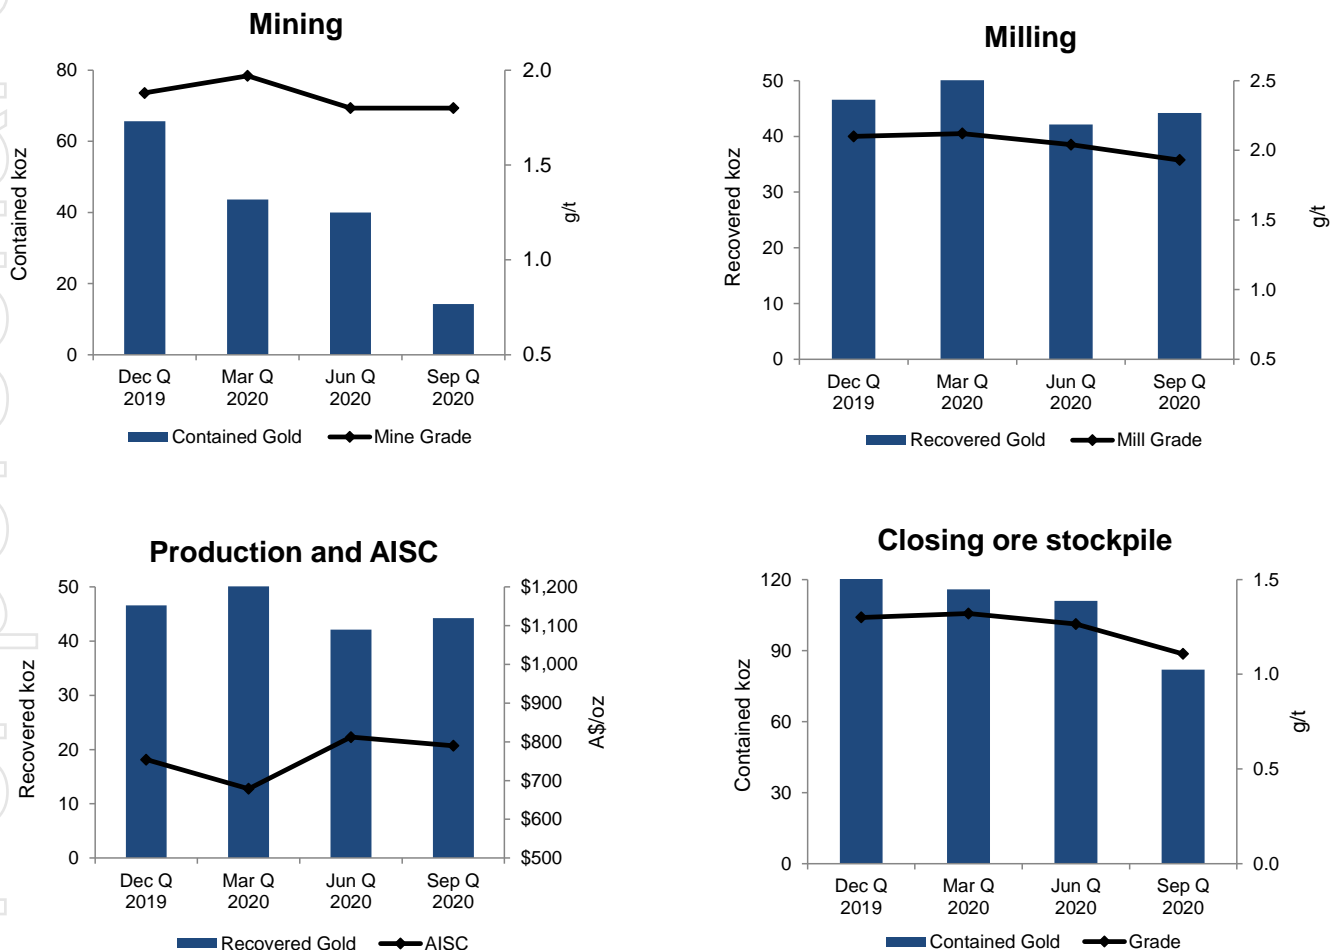 Mining
80
60
40
20
0
Contained koz
2.0
1.5
1.0
0.5
g/t
Dec Q
2019
Mar Q
2020
Jun Q
2020
Sep Q
2020
Contained Gold
Mine Grade
Milling
50
40
30
20
10
0
Recovered koz
2.5
2.0
1.5
1.0
0.5
g/t
Dec Q
2019
Mar Q
2020
Jun Q
2020
Sep Q
2020
Recovered Gold
Mill Grade
Production and AISC
50
40
30
20
10
0
Recovered koz
$1,200
$1,100
$1,000
$900
$800
$700
$600
$500
A$/oz
Dec Q
2019
Mar Q
2020
Jun Q
2020
Sep Q
2020
Recovered Gold
AISC
Closing ore stockpile
120
90
60
30
0
Contained koz
1.5
1.0
0.5
0.0
g/t
Dec Q
2019
Mar Q
2020
Jun Q
2020
Sep Q
2020
Contained Gold
Grade